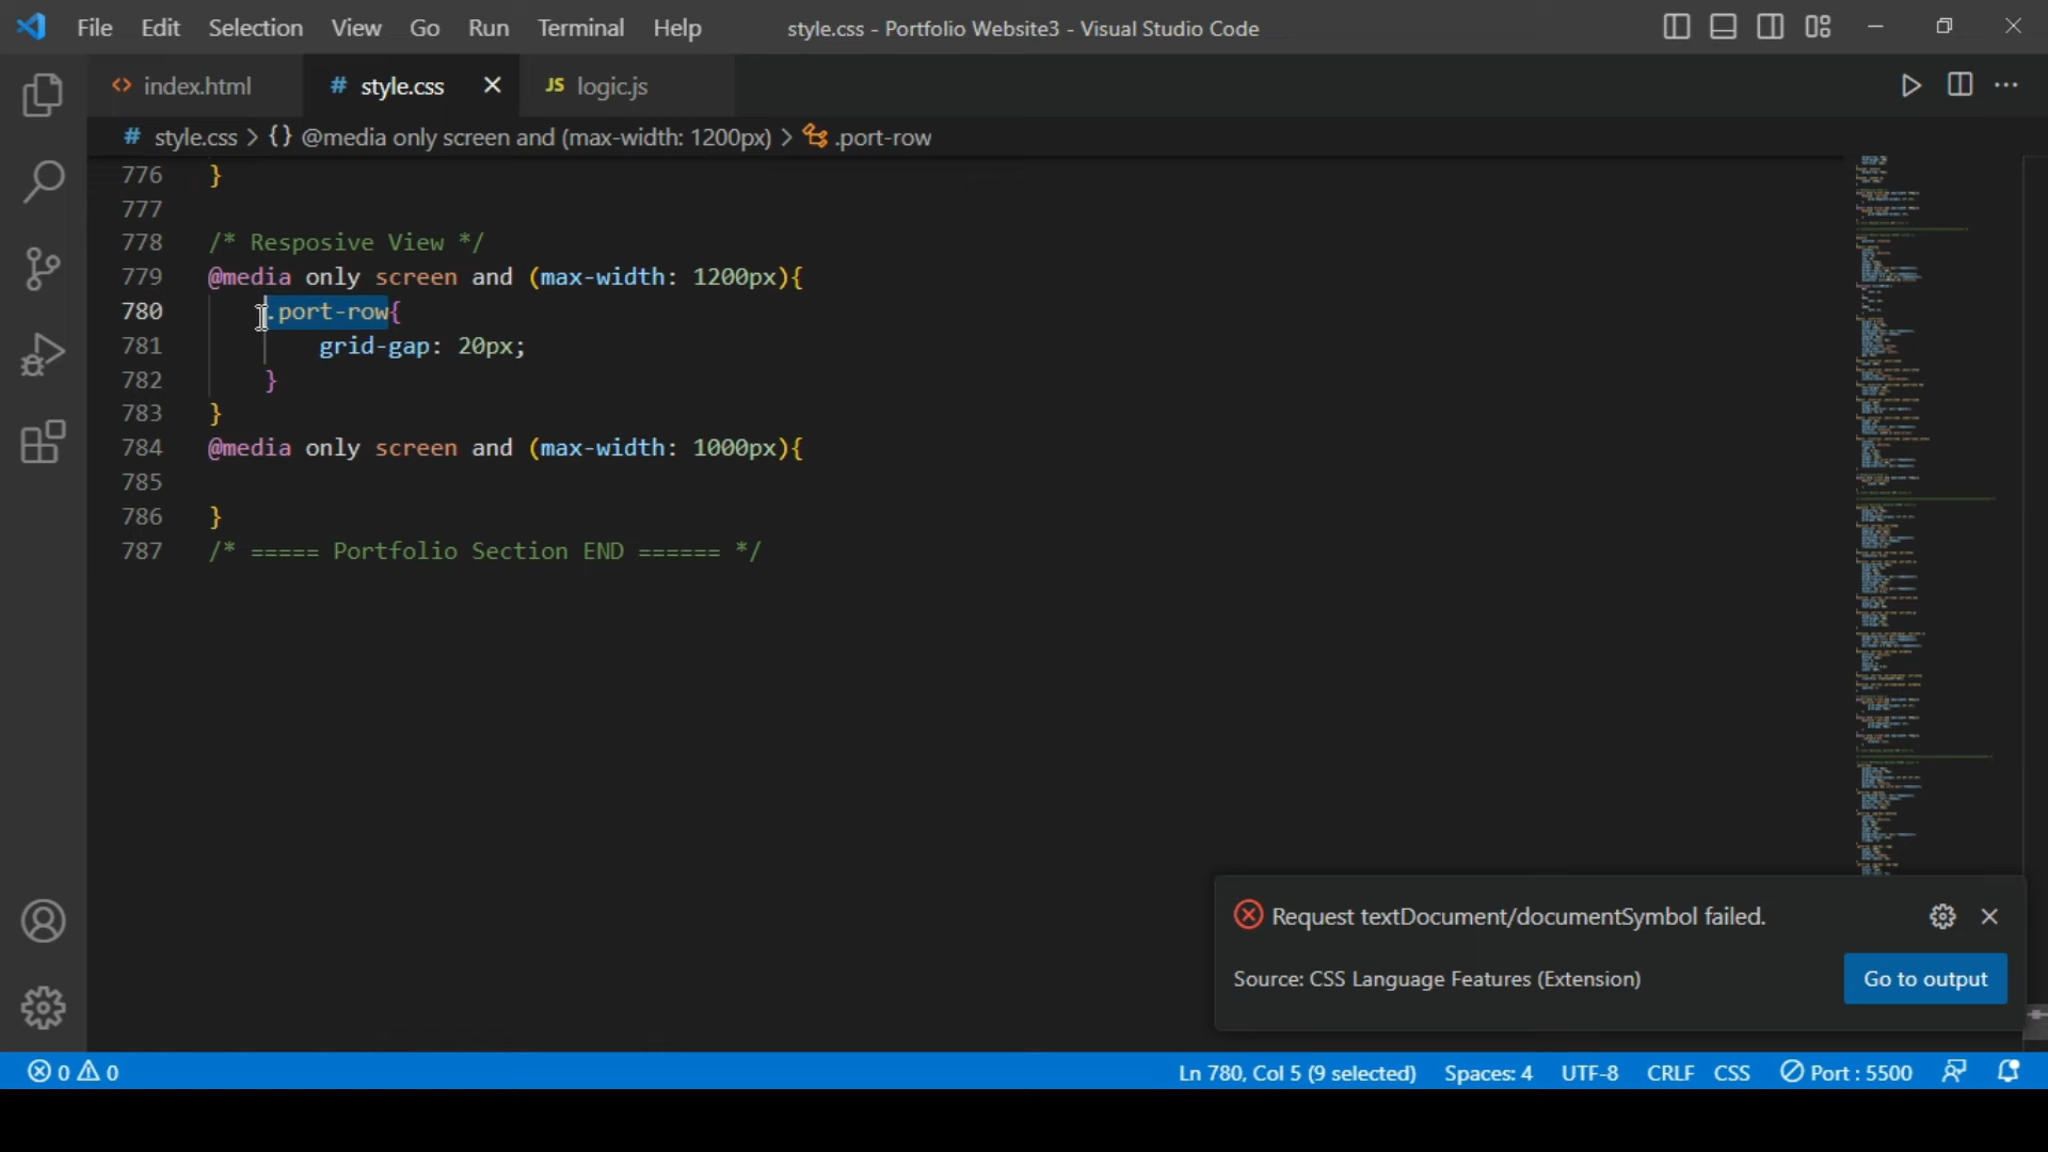 File Edit Selection View Go Run Terminal Help style.css - Portfolio Website3 - Visual Studio Code
<> index.html # style.css JS logic.js
# style.css > {} @media only screen and (max-width: 1200px) > .port-row
776 }
777
778 /* Resposive View */
779 @media only screen and (max-width: 1200px){
780 .port-row{
781 grid-gap: 20px;
782 }
783 }
784 @media only screen and (max-width: 1000px){
785
786 }
787 /* ===== Portfolio Section END ====== */
Request textDocument/documentSymbol failed.
Source: CSS Language Features (Extension) Go to output
0 0 Ln 780, Col 5 (9 selected) Spaces: 4 UTF-8 CRLF CSS Port : 5500